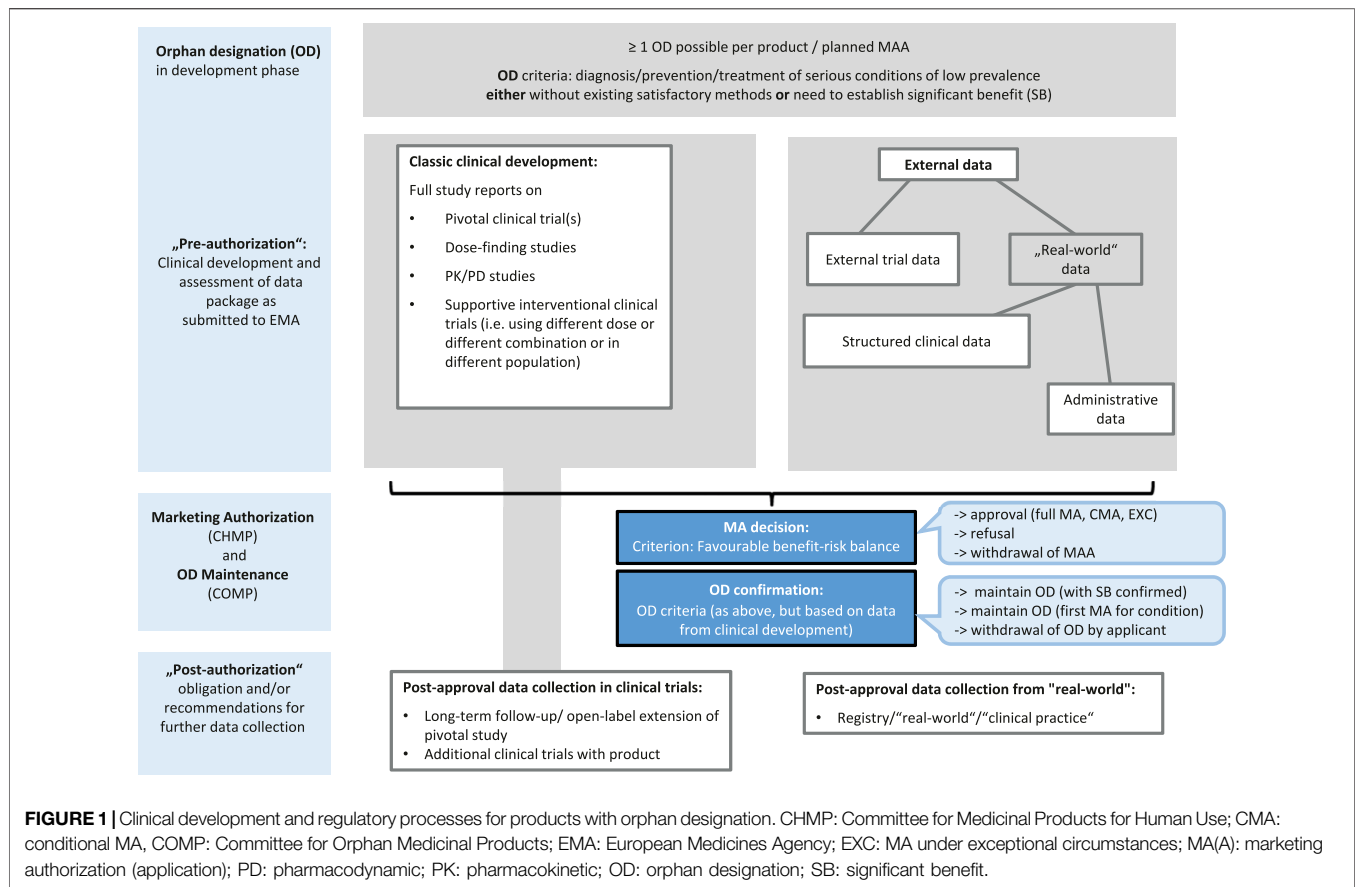 Orphan designation (OD)
in development phase
≥ 1 OD possible per product / planned MAA
OD criteria: diagnosis/prevention/treatment of serious conditions of low prevalence
either without existing satisfactory methods or need to establish significant benefit (SB)
„Pre-authorization“:
Clinical development and
assessment of data
package as
submitted to EMA
Classic clinical development:
Full study reports on
• Pivotal clinical trial(s)
• Dose-finding studies
• PK/PD studies
• Supportive interventional clinical
trials (i.e. using different dose or
different combination or in
different population)
External data
External trial data
„Real-world“
data
Structured clinical data
Administrative
data
Marketing Authorization
(CHMP)
and
OD Maintenance
(COMP)
MA decision:
Criterion: Favourable benefit-risk balance
-> approval (full MA, CMA, EXC)
-> refusal
-> withdrawal of MAA
OD confirmation:
OD criteria (as above, but based on data
from clinical development)
-> maintain OD (with SB confirmed)
-> maintain OD (first MA for condition)
-> withdrawal of OD by applicant
„Post-authorization“
obligation and/or
recommendations for
further data collection
Post-approval data collection in clinical trials:
• Long-term follow-up/ open-label extension of
pivotal study
• Additional clinical trials with product
Post-approval data collection from "real-world":
• Registry/“real-world“/“clinical practice“
FIGURE 1 | Clinical development and regulatory processes for products with orphan designation. CHMP: Committee for Medicinal Products for Human Use; CMA:
conditional MA, COMP: Committee for Orphan Medicinal Products; EMA: European Medicines Agency; EXC: MA under exceptional circumstances; MA(A): marketing
authorization (application); PD: pharmacodynamic; PK: pharmacokinetic; OD: orphan designation; SB: significant benefit.